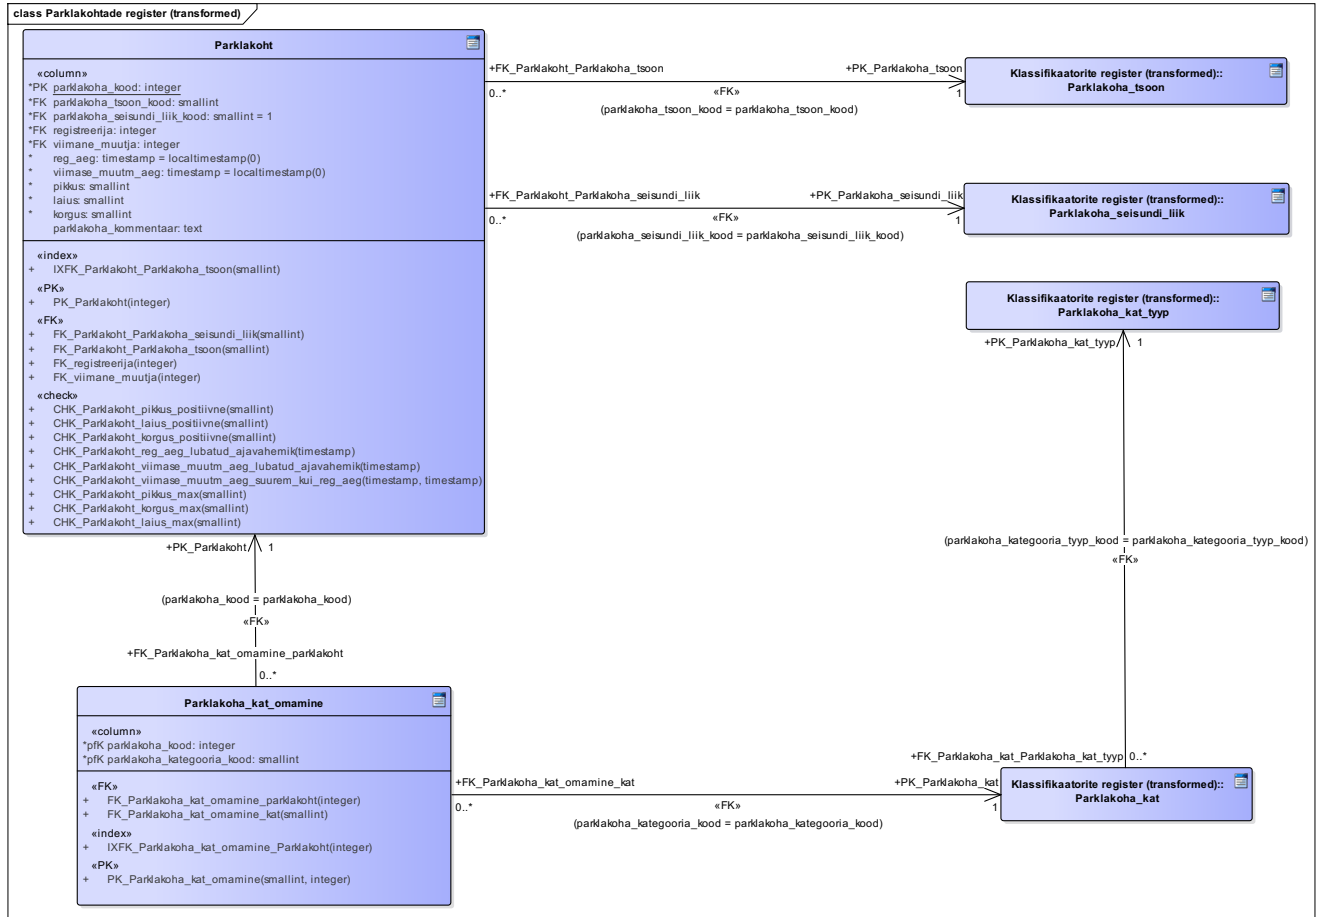 class Parklakohtade register (transformed)
Parklakoht
«column»
*PK parklakoha_kood: integer
*FK parklakoha_tsoon_kood: smallint
*FK parklakoha_seisundi_liik_kood: smallint = 1
*FK registreerija: integer
*FK viimane_muutja: integer
* reg_aeg: timestamp = localtimestamp(0)
* viimase_muutm_aeg: timestamp = localtimestamp(0)
* pikkus: smallint
* laius: smallint
* korgus: smallint
parklakoha_kommentaar: text
«index»
+ IXFK_Parklakoht_Parklakoha_tsoon(smallint)
«PK»
+ PK_Parklakoht(integer)
«FK»
+ FK_Parklakoht_Parklakoha_seisundi_liik(smallint)
+ FK_Parklakoht_Parklakoha_tsoon(smallint)
+ FK_registreerija(integer)
+ FK_viimane_muutja(integer)
«check»
+ CHK_Parklakoht_pikkus_positiivne(smallint)
+ CHK_Parklakoht_laius_positiivne(smallint)
+ CHK_Parklakoht_korgus_positiivne(smallint)
+ CHK_Parklakoht_reg_aeg_lubatud_ajavahemik(timestamp)
+ CHK_Parklakoht_viimase_muutm_aeg_lubatud_ajavahemik(timestamp)
+ CHK_Parklakoht_viimase_muutm_aeg_suurem_kui_reg_aeg(timestamp, timestamp)
+ CHK_Parklakoht_pikkus_max(smallint)
+ CHK_Parklakoht_korgus_max(smallint)
+ CHK_Parklakoht_laius_max(smallint)
+FK_Parklakoht_Parklakoha_tsoon
+PK_Parklakoha_tsoon
0..*
«FK»
1
(parklakoha_tsoon_kood = parklakoha_tsoon_kood)
Klassifikaatorite register (transformed)::
Parklakoha_tsoon
+FK_Parklakoht_Parklakoha_seisundi_liik
+PK_Parklakoha_seisundi_liik
0..*
«FK»
1
(parklakoha_seisundi_liik_kood = parklakoha_seisundi_liik_kood)
Klassifikaatorite register (transformed)::
Parklakoha_seisundi_liik
Klassifikaatorite register (transformed)::
Parklakoha_kat_tyyp
+PK_Parklakoha_kat_tyyp
1
(parklakoha_kategooria_tyyp_kood = parklakoha_kategooria_tyyp_kood)
«FK»
+FK_Parklakoha_kat_Parklakoha_kat_tyyp
0..*
+PK_Parklakoht
1
(parklakoha_kood = parklakoha_kood)
«FK»
+FK_Parklakoha_kat_omamine_parklakoht
0..*
Parklakoha_kat_omamine
«column»
*pfK parklakoha_kood: integer
*pfK parklakoha_kategooria_kood: smallint
«FK»
+ FK_Parklakoha_kat_omamine_parklakoht(integer)
+ FK_Parklakoha_kat_omamine_kat(smallint)
«index»
+ IXFK_Parklakoha_kat_omamine_Parklakoht(integer)
«PK»
+ PK_Parklakoha_kat_omamine(smallint, integer)
+FK_Parklakoha_kat_omamine_kat
+PK_Parklakoha_kat
0..*
«FK»
1
(parklakoha_kategooria_kood = parklakoha_kategooria_kood)
Klassifikaatorite register (transformed)::
Parklakoha_kat